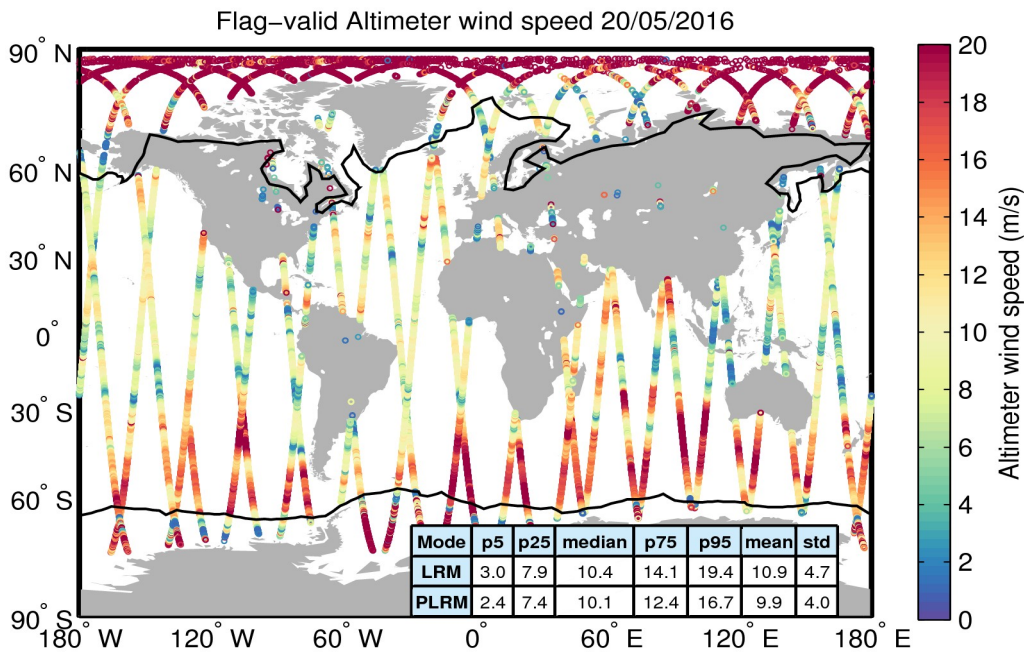 Flag−valid Altimeter wind speed 20/05/2016
90° N
60° N
30° N
0°
30° S
60° S
90° S
180° W
120° W
60° W
0°
60° E
120° E
180° E
Mode p5 p25 median p75 p95 mean std
LRM 3.0 7.9 10.4 14.1 19.4 10.9 4.7
PLRM 2.4 7.4 10.1 12.4 16.7 9.9 4.0
20
18
16
14
12
10
8
6
4
2
0
Altimeter wind speed (m/s)